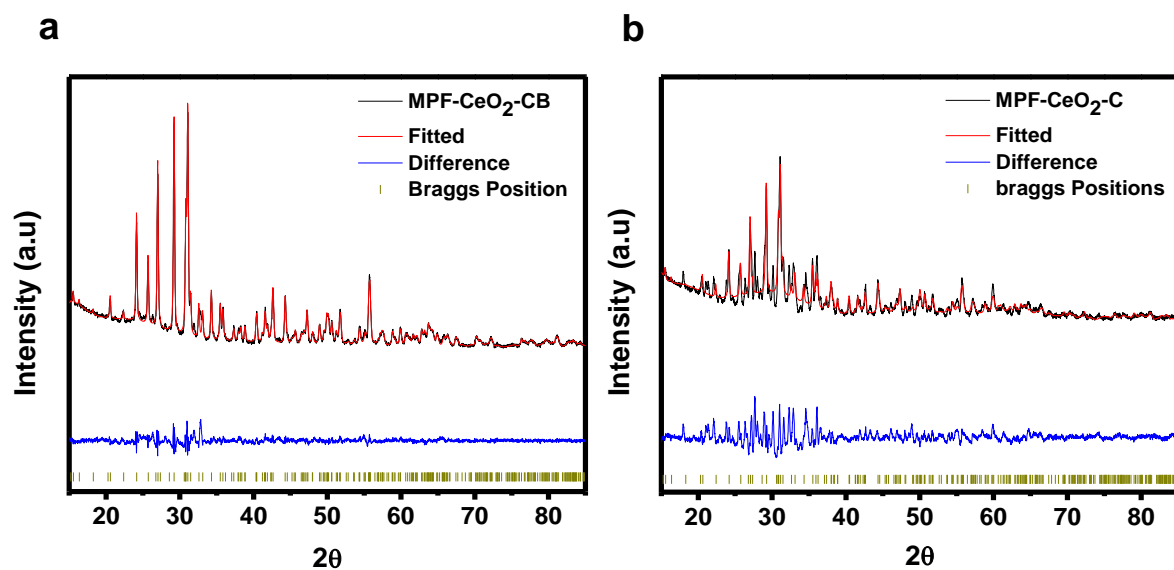 a
MPF-CeO2-CB
Fitted
Difference
Braggs Position
Intensity (a.u)
20 30 40 50 60 70 80
2θ
b
MPF-CeO2-C
Fitted
Difference
braggs Positions
Intensity (a.u)
20 30 40 50 60 70 80
2θ